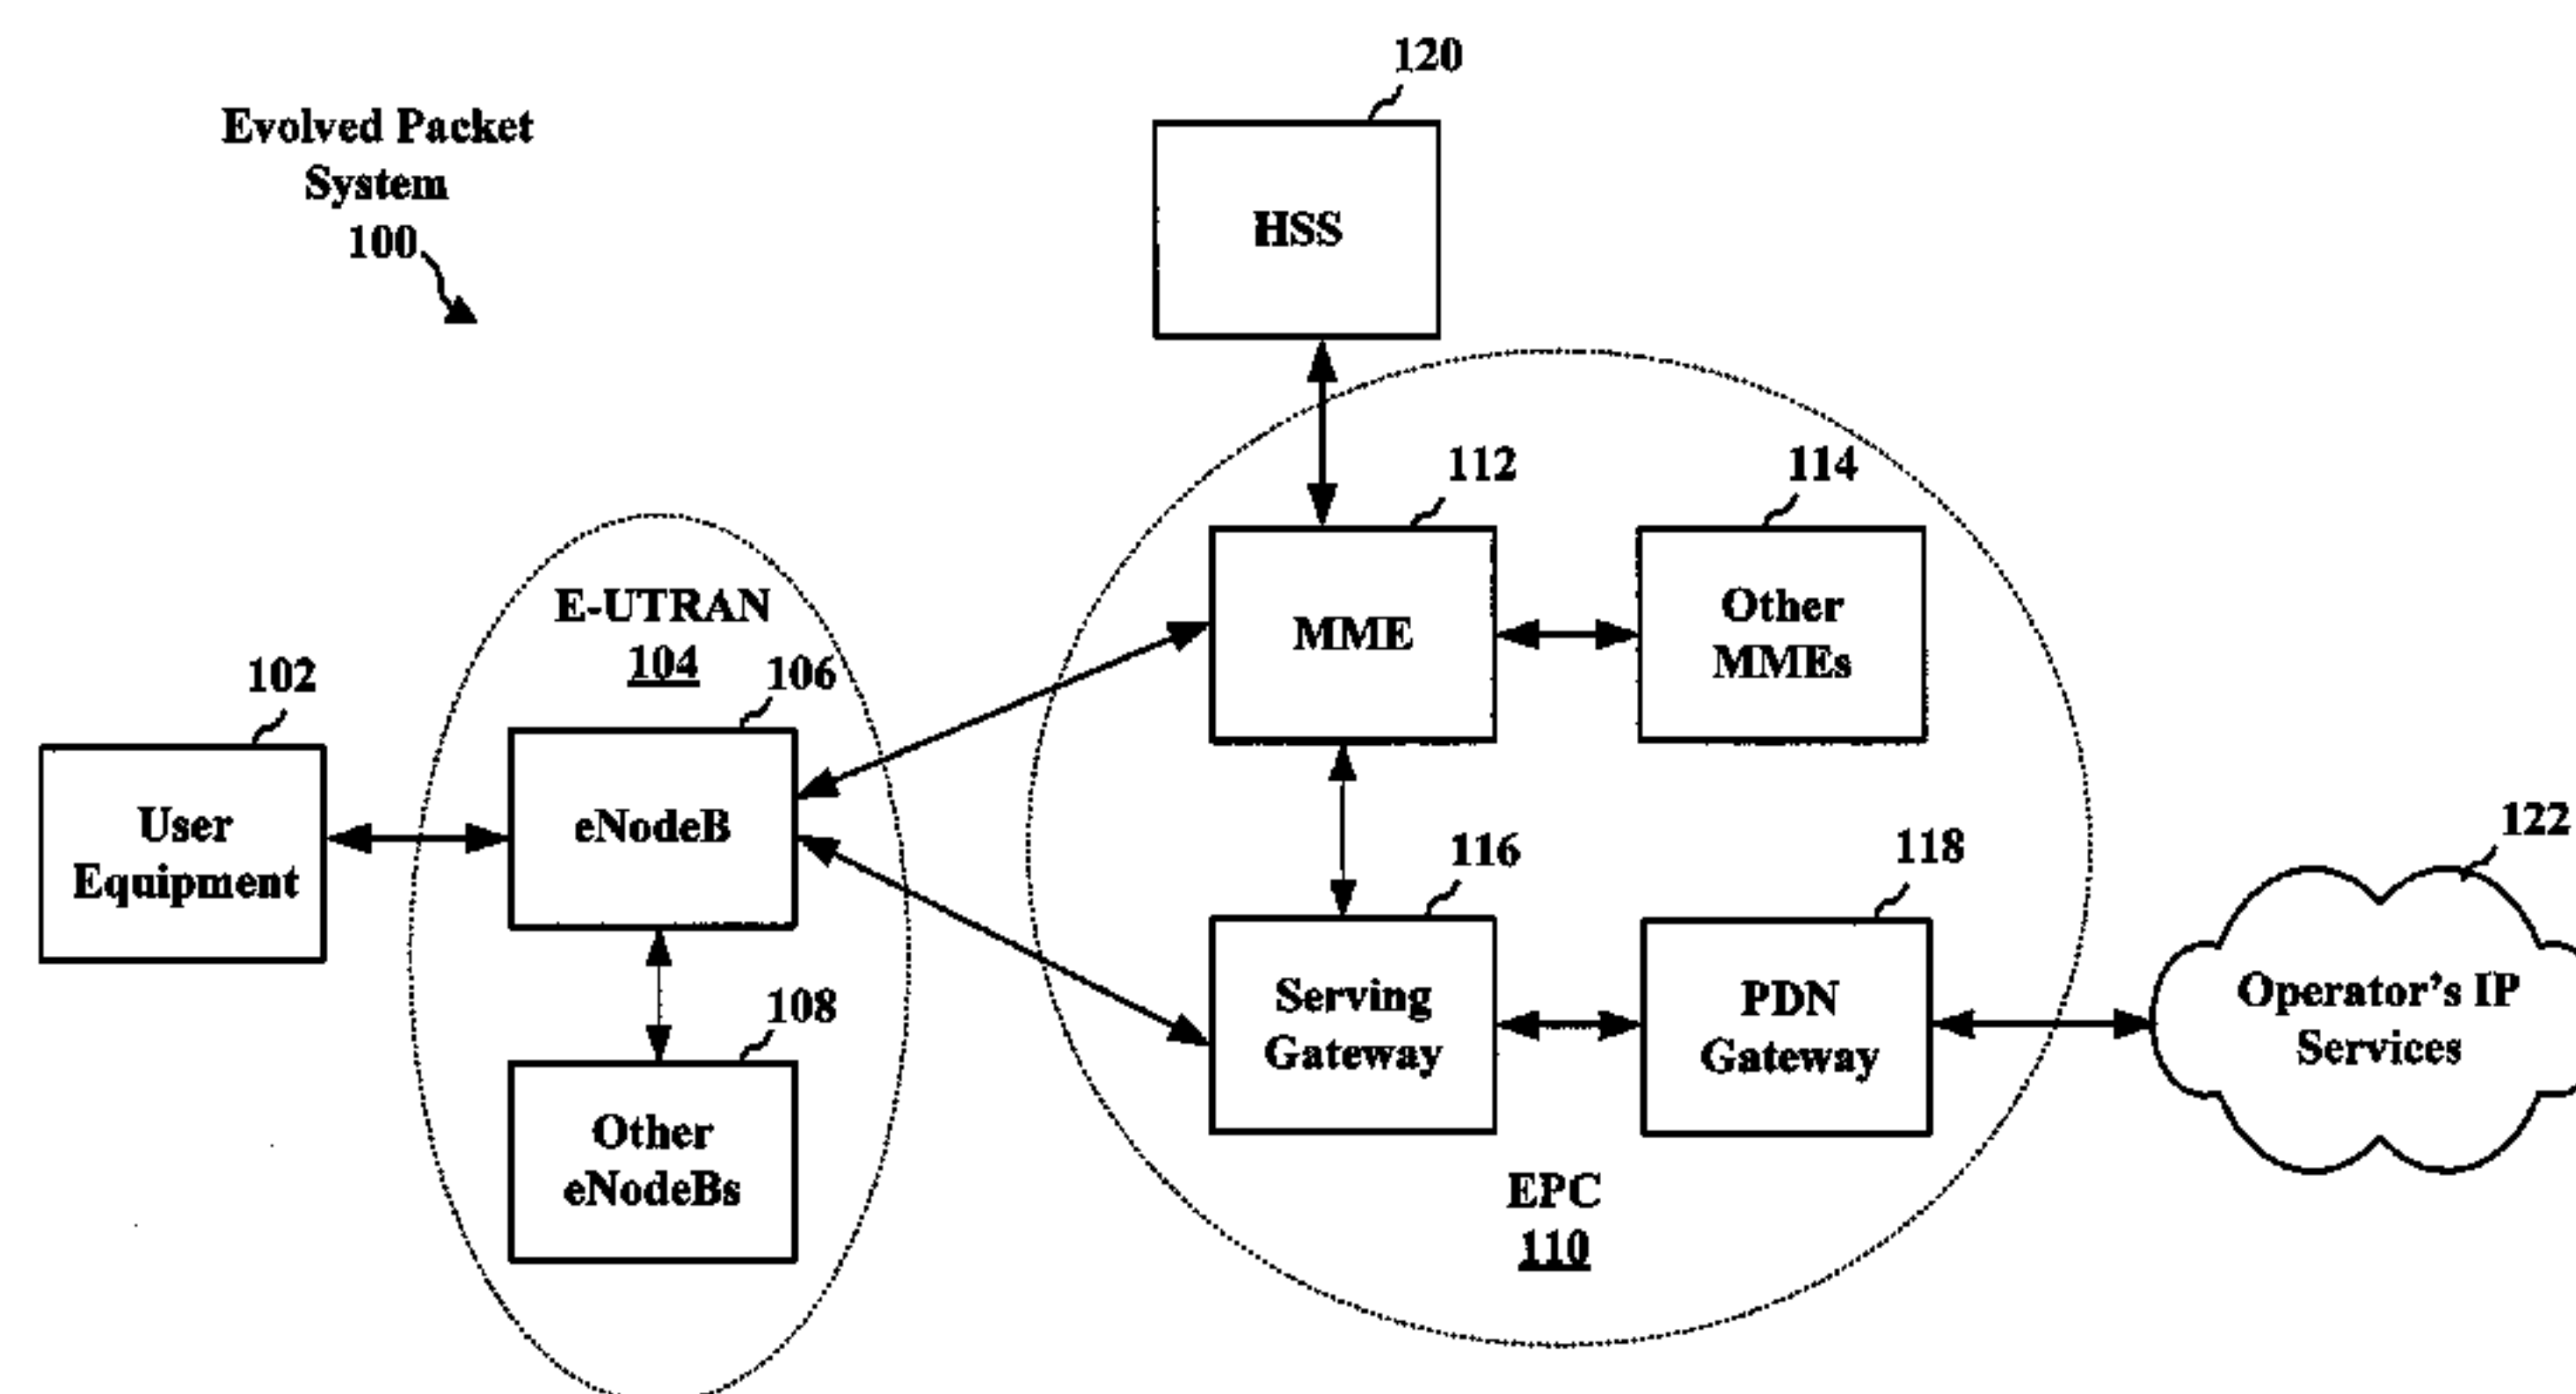 120
Evolved Packet
System
100
HSS
112
114
E-UTRAN
104
106
MME
Other
MMEs
102
User
Equipment
eNodeB
116
118
122
108
Serving
Gateway
PDN
Gateway
Operator's IP
Services
Other
eNodeBs
EPC
110